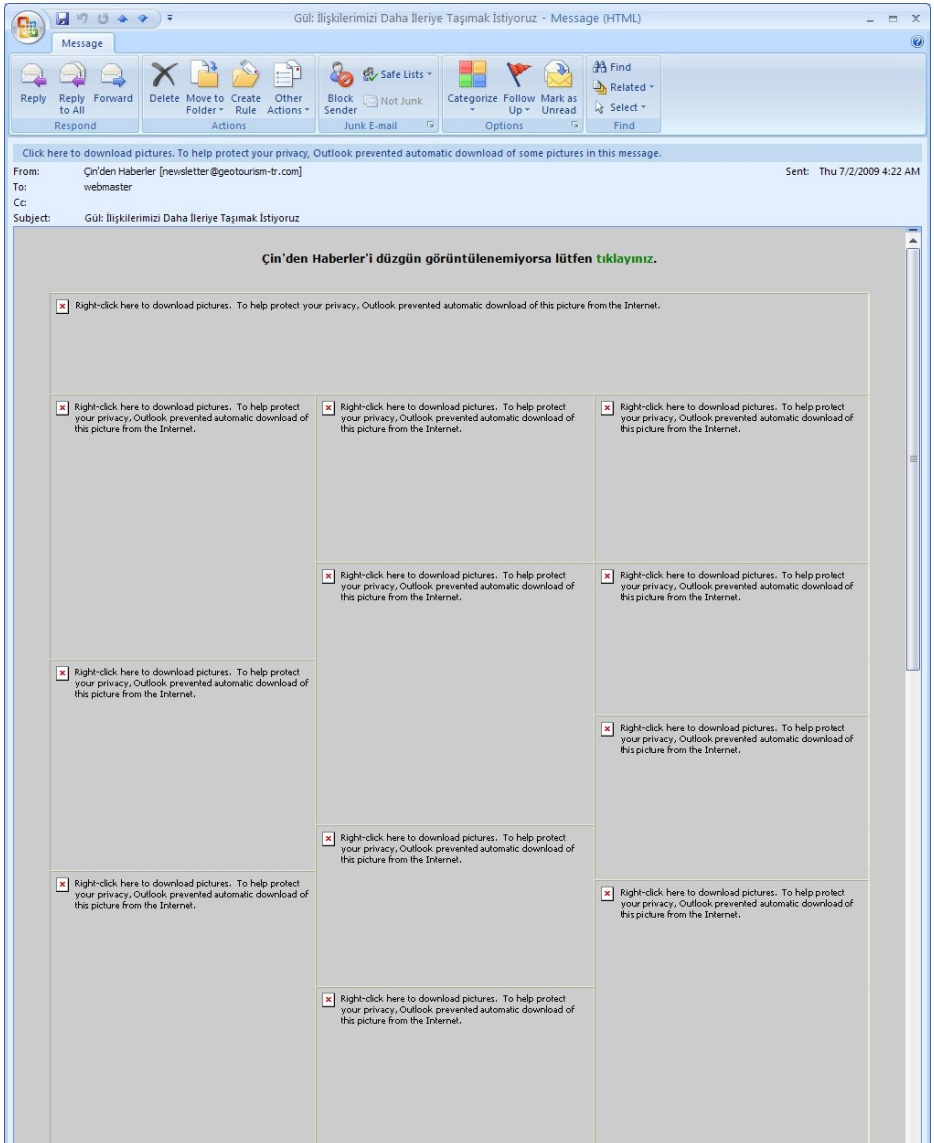 Gül: İlişkilerimizi Daha İleriye Taşımak İstiyoruz - Message (HTML)
Message
Reply
Reply to All
Forward
Delete
Move to Folder
Create Rule
Other Actions
Block Sender
Safe Lists
Not Junk
Categorize
Follow Up
Mark as Unread
Find
Related
Select
Respond
Actions
Junk E-mail
Options
Find
Click here to download pictures. To help protect your privacy, Outlook prevented automatic download of some pictures in this message.
From: Çin'den Haberler [newsletter@geotourism-tr.com] Sent: Thu 7/2/2009 4:22 AM
To: webmaster
Cc:
Subject: Gül: İlişkilerimizi Daha İleriye Taşımak İstiyoruz
Çin'den Haberler'i düzgün görüntülenemiyorsa lütfen tıklayınız.
Right-click here to download pictures. To help protect your privacy, Outlook prevented automatic download of this picture from the Internet.
Right-click here to download pictures. To help protect
your privacy, Outlook prevented automatic download of
this picture from the Internet.
Right-click here to download pictures. To help protect
your privacy, Outlook prevented automatic download of
this picture from the Internet.
Right-click here to download pictures. To help protect
your privacy, Outlook prevented automatic download of
this picture from the Internet.
Right-click here to download pictures. To help protect
your privacy, Outlook prevented automatic download of
this picture from the Internet.
Right-click here to download pictures. To help protect
your privacy, Outlook prevented automatic download of
this picture from the Internet.
Right-click here to download pictures. To help protect
your privacy, Outlook prevented automatic download of
this picture from the Internet.
Right-click here to download pictures. To help protect
your privacy, Outlook prevented automatic download of
this picture from the Internet.
Right-click here to download pictures. To help protect
your privacy, Outlook prevented automatic download of
this picture from the Internet.
Right-click here to download pictures. To help protect
your privacy, Outlook prevented automatic download of
this picture from the Internet.
Right-click here to download pictures. To help protect
your privacy, Outlook prevented automatic download of
this picture from the Internet.
Right-click here to download pictures. To help protect
your privacy, Outlook prevented automatic download of
this picture from the Internet.